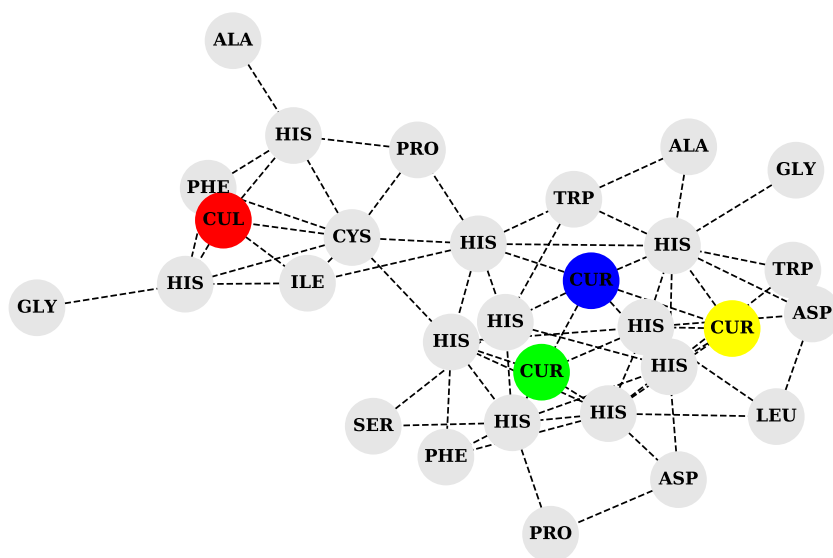 ALA
HIS
PRO
ALA
GLY
PHE
TRP
CUL
CYS
HIS
HIS
TRP
HIS
ILE
CUR
GLY
HIS
HIS
CUR
ASP
HIS
HIS
CUR
SER
HIS
HIS
LEU
PHE
ASP
PRO